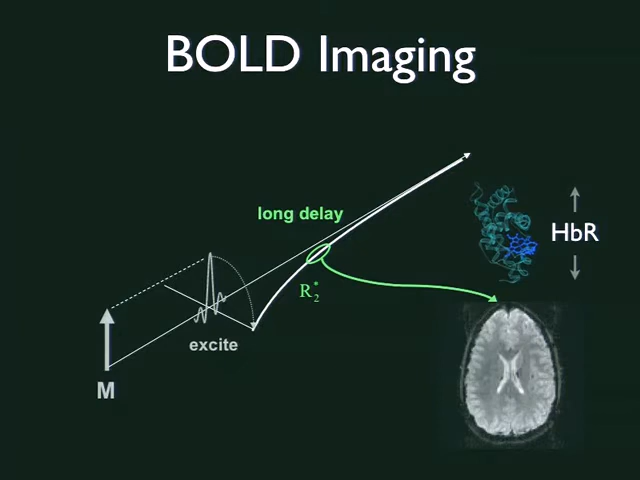 BOLD Imaging
long delay
HbR
R₂*
excite
M